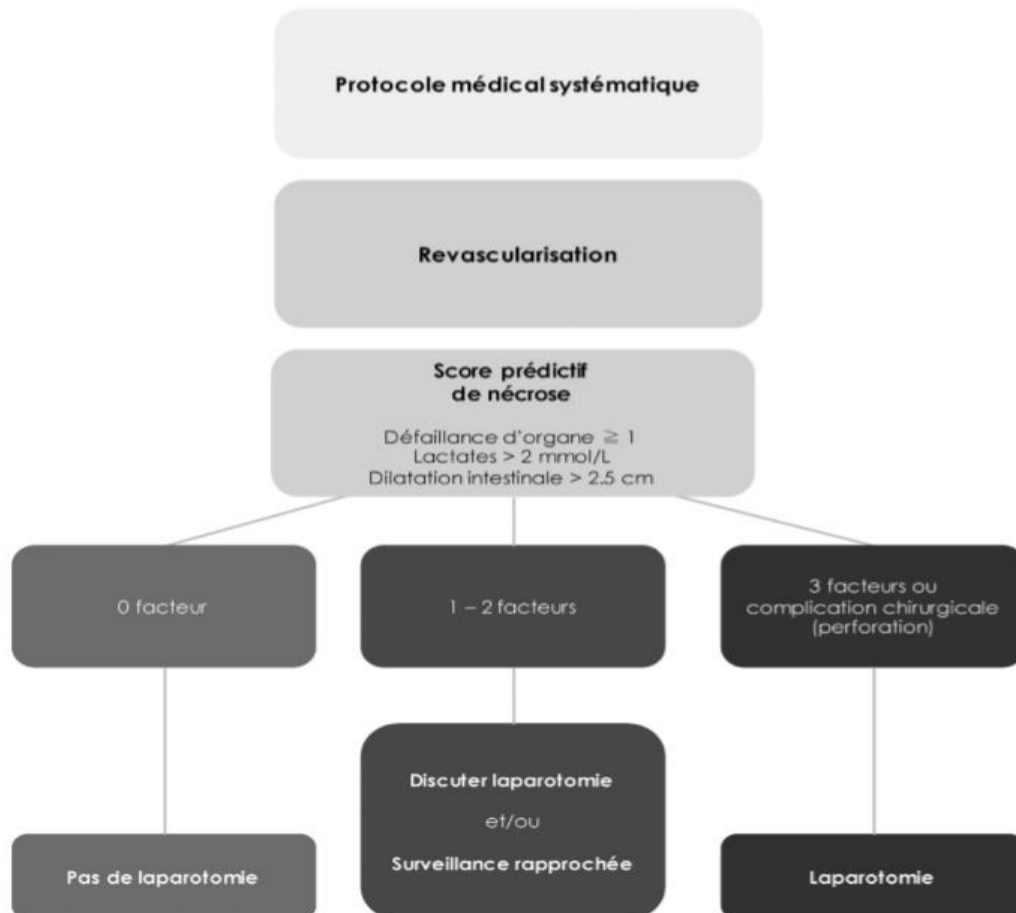 Protocole médical systématique
Revascularisation
Score prédictif
de nécrose
Défaillance d'organe ≧ 1
Lactates > 2 mmol/L
Dilatation intestinale > 2.5 cm
0 facteur
1 – 2 facteurs
3 facteurs ou
complication chirurgicale
(perforation)
Discuter laparotomie
et/ou
Surveillance rapprochée
Pas de laparotomie
Laparotomie